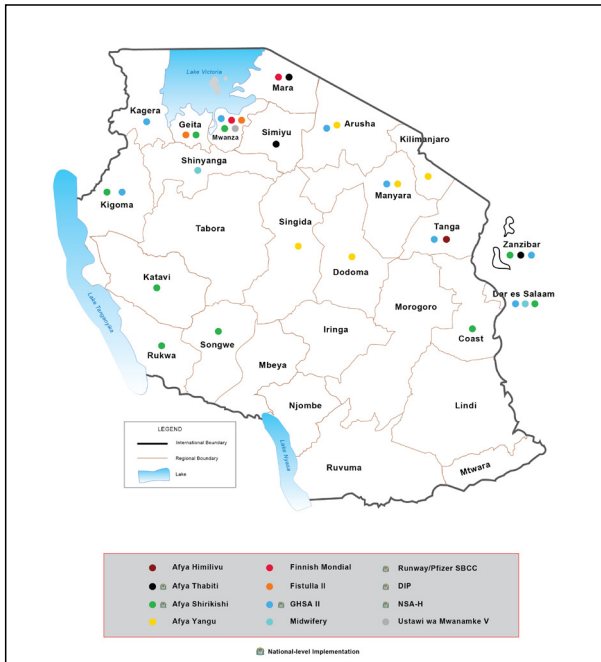 Lake Victoria
Mara
Kagera
Geita
Mwanza
Simiyu
Arusha
Kilimanjaro
Shinyanga
Kigoma
Manyara
Tabora
Singida
Tanga
Zanzibar
Dodoma
Dar es Salaam
Lake Tanganyika
Katavi
Morogoro
Coast
Rukwa
Songwe
Iringa
Mbeya
Njombe
Lindi
Lake Nyasa
Ruvuma
Mtwara
LEGEND
International Boundary
Regional Boundary
Lake
Afya Himilivu
Finnish Mondial
Runway/Pfizer SBCC
Afya Thabiti
Fistulla II
DIP
Afya Shirikishi
GHSA II
NSA-H
Afya Yangu
Midwifery
Ustawi wa Mwanamke V
National-level Implementation